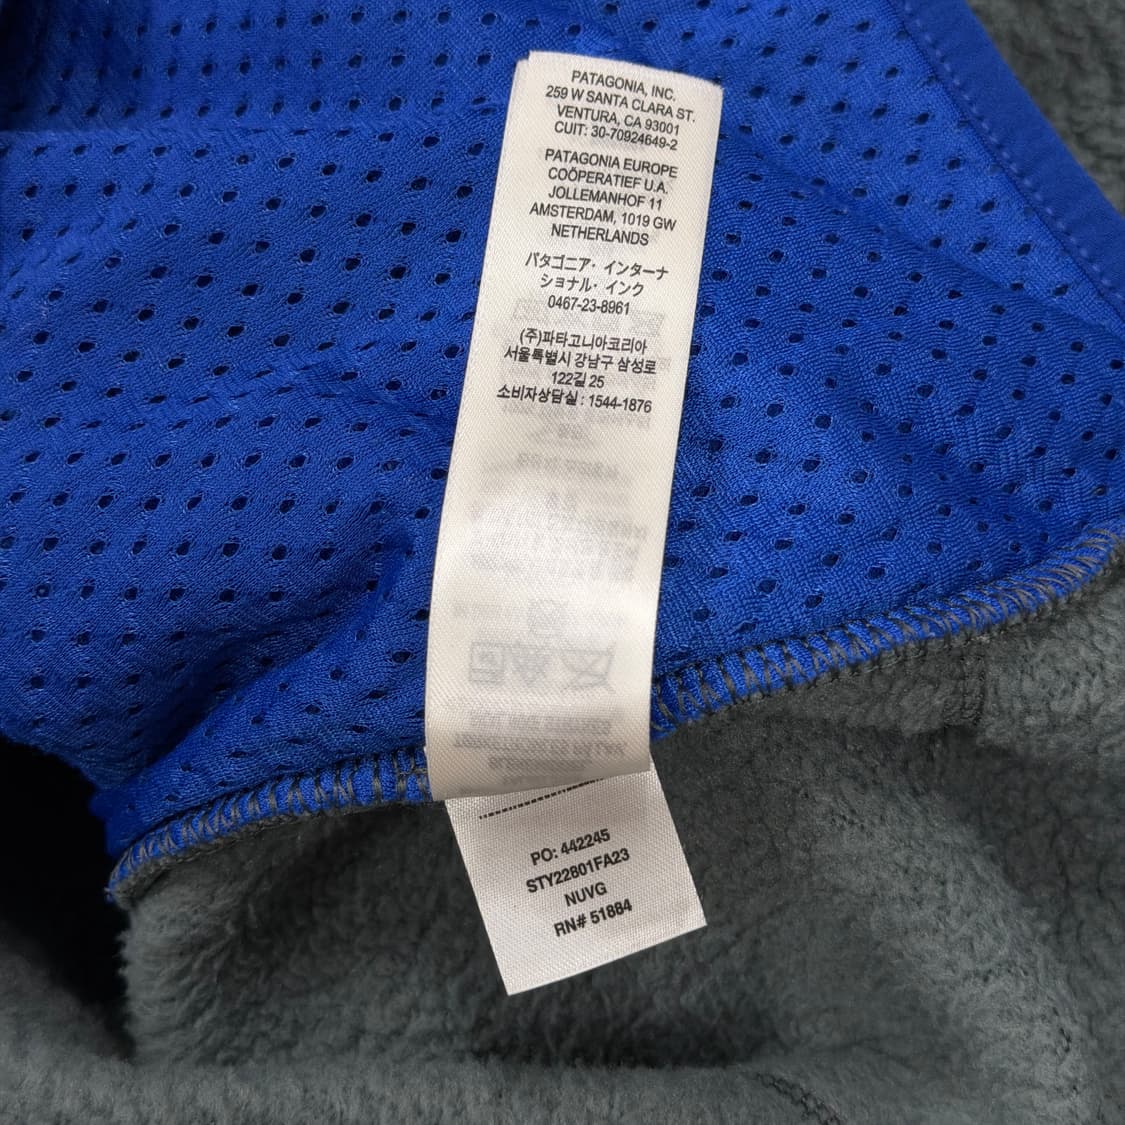 PATAGONIA, INC.
259 W SANTA CLARA ST.
VENTURA, CA 93001
CUIT: 30-70924649-2
PATAGONIA EUROPE
COÖPERATIEF U.A.
JOLLEMANHOF 11
AMSTERDAM, 1019 GW
NETHERLANDS
パタゴニア・インターナ
ショナル・インク
0467-23-8961
(주)파타고니아코리아
서울특별시 강남구 삼성로
122길 25
소비자상담실 : 1544-1876
PO: 442245
STY22801FA23
NUVG
RN# 51884